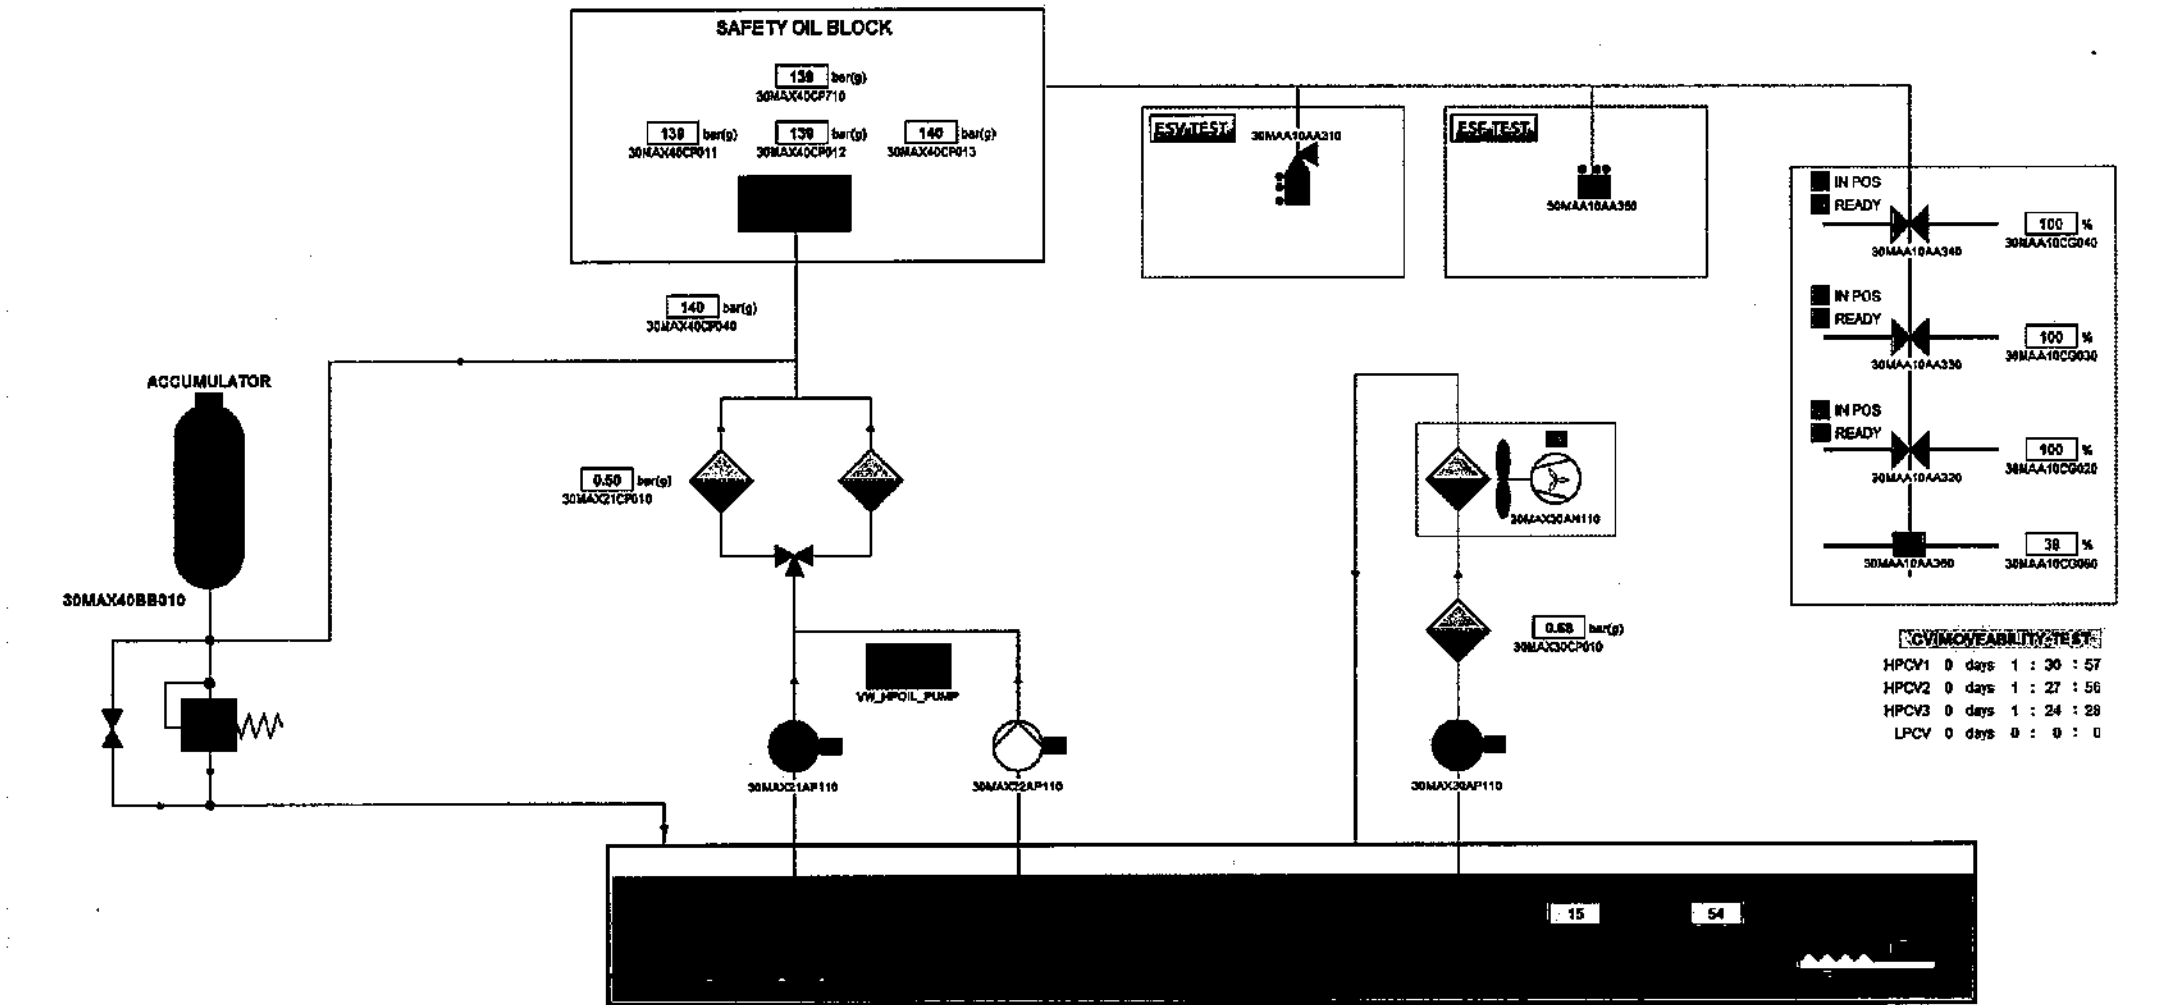 SAFETY OIL BLOCK
139 bar(g)
30MAX40CP710
139 bar(g)
30MAX40CP011
139 bar(g)
30MAX40CP012
140 bar(g)
30MAX40CP013
140 bar(g)
30MAX40CP040
ESV TEST
30MAA10AA310
ESF TEST
30MAA10AA350
IN POS
READY
100 %
30MAA10CG040
30MAA10AA340
IN POS
READY
100 %
30MAA10CG030
30MAA10AA330
IN POS
READY
100 %
30MAA10CG020
30MAA10AA320
%
30MAA10AA360
30MAA10CG060
ACCUMULATOR
30MAX40BB010
0.50 bar(g)
30MAX21CP010
30MAX30AN110
bar(g)
30MAX30CP010
VW_HPOIL_PUMP
30MAX21AP110
30MAX22AP110
30MAX30AP110
CV MOVEABILITY TEST
HPCV1 0 days 1 : 30 : 57
HPCV2 0 days 1 : 27 : 56
HPCV3 0 days 1 : 24 : 28
LPCV 0 days 0 : 0 : 0
15
54